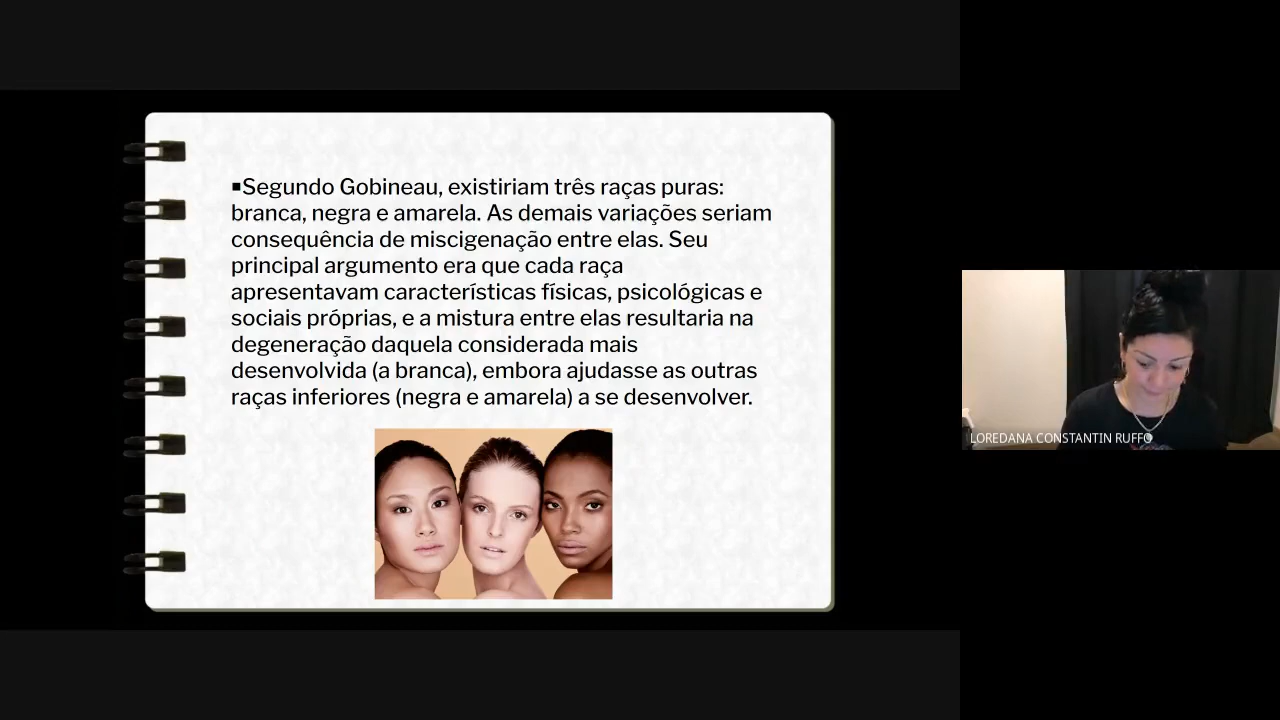 ▪Segundo Gobineau, existiriam três raças puras:
branca, negra e amarela. As demais variações seriam
consequência de miscigenação entre elas. Seu
principal argumento era que cada raça
apresentavam características físicas, psicológicas e
sociais próprias, e a mistura entre elas resultaria na
degeneração daquela considerada mais
desenvolvida (a branca), embora ajudasse as outras
raças inferiores (negra e amarela) a se desenvolver.
LOREDANA CONSTANTIN RUFFO